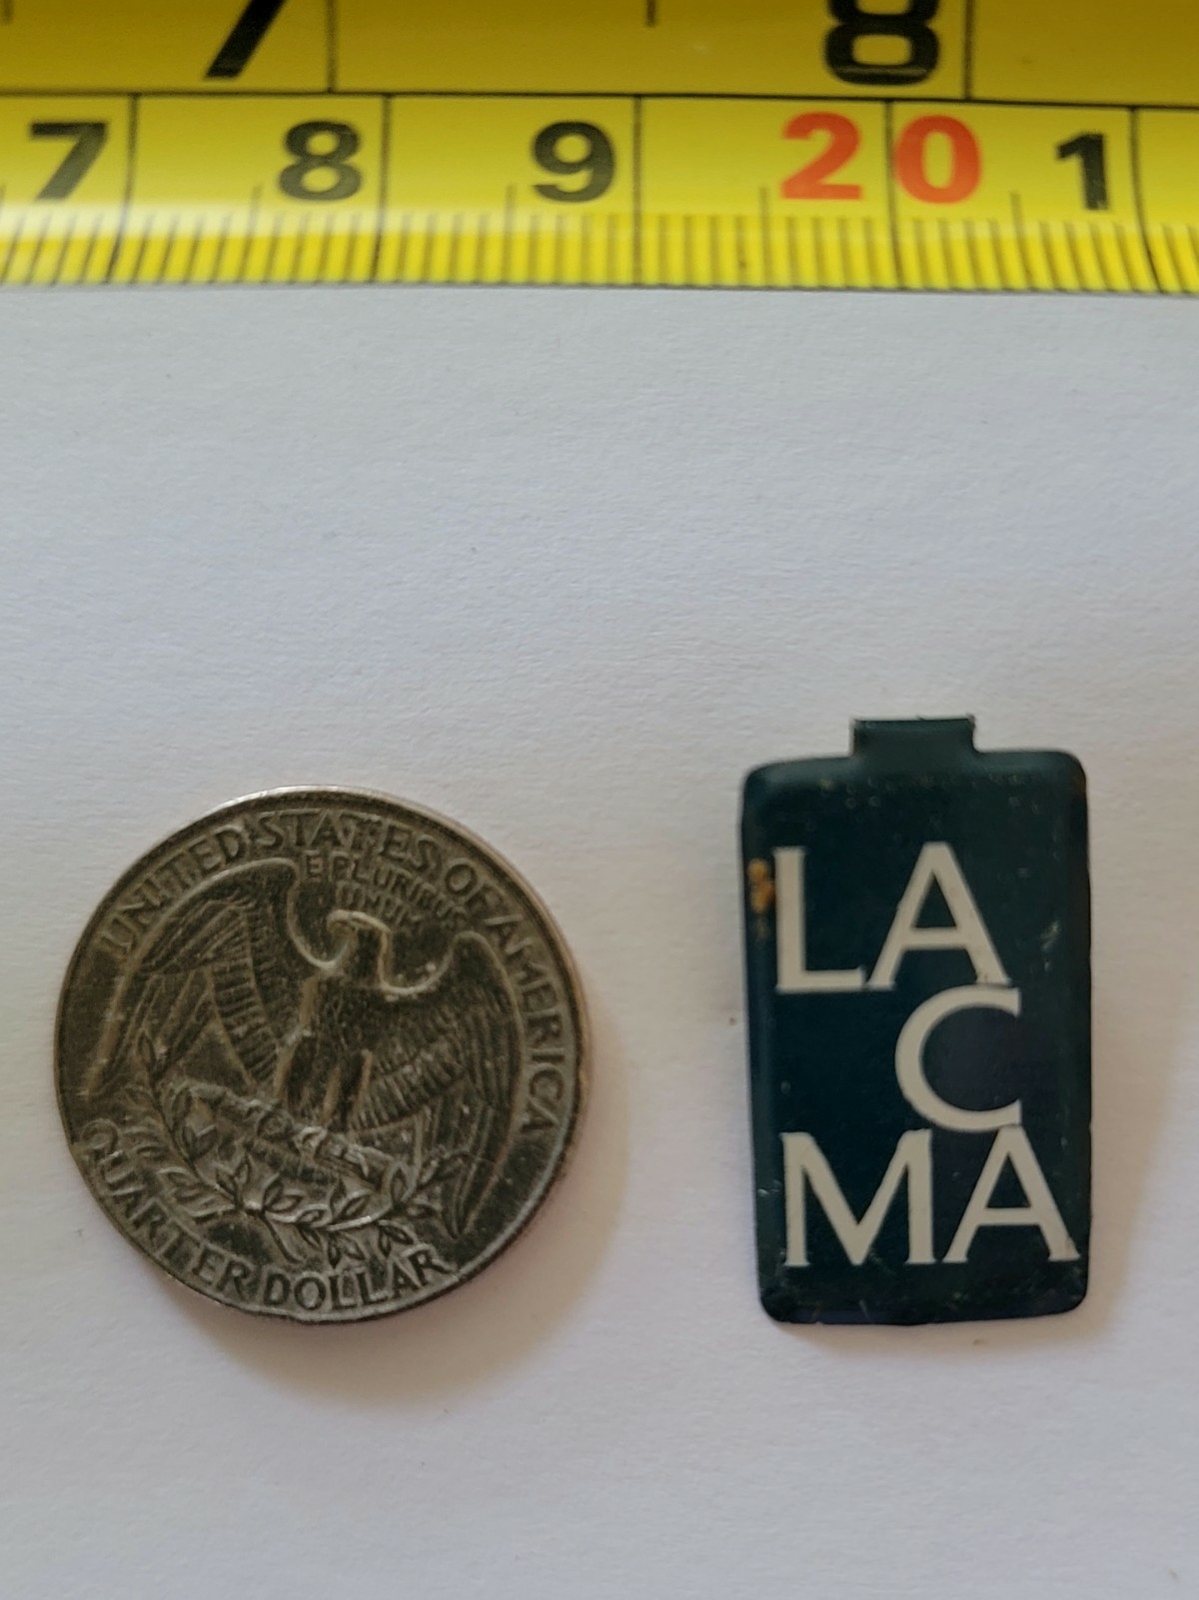 7 8
7 8 9 20 1
UNITED STATES OF AMERICA
E PLURIBUS
UNUM
QUARTER DOLLAR
LA
C
MA